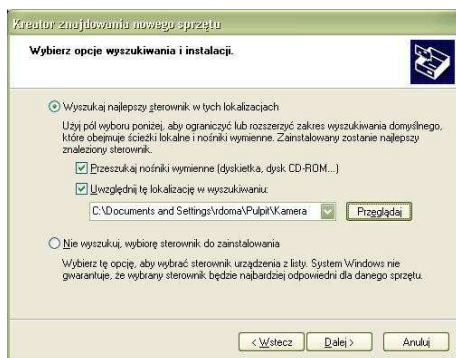 Kreator znajdowania nowego sprzętu
Wybierz opcje wyszukiwania i instalacji.
Wyszukaj najlepszy sterownik w tych lokalizacjach
Użyj pól wyboru poniżej, aby ograniczyć lub rozszerzyć zakres wyszukiwania domyślnego,
które obejmuje ścieżki lokalne i nośniki wymienne. Zainstalowany zostanie najlepszy
znaleziony sterownik.
Przeszukaj nośniki wymienne (dyskietka, dysk CD-ROM...)
Uwzględnij tę lokalizację w wyszukiwaniu:
C:\Documents and Settings\rdoma\Pulpit\Kamera Przeglądaj
Nie wyszukuj, wybiorę sterownik do zainstalowania
Wybierz tę opcję, aby wybrać sterownik urządzenia z listy. System Windows nie
gwarantuje, że wybrany sterownik będzie najbardziej odpowiedni dla danego sprzętu.
< Wstecz Dalej > Anuluj